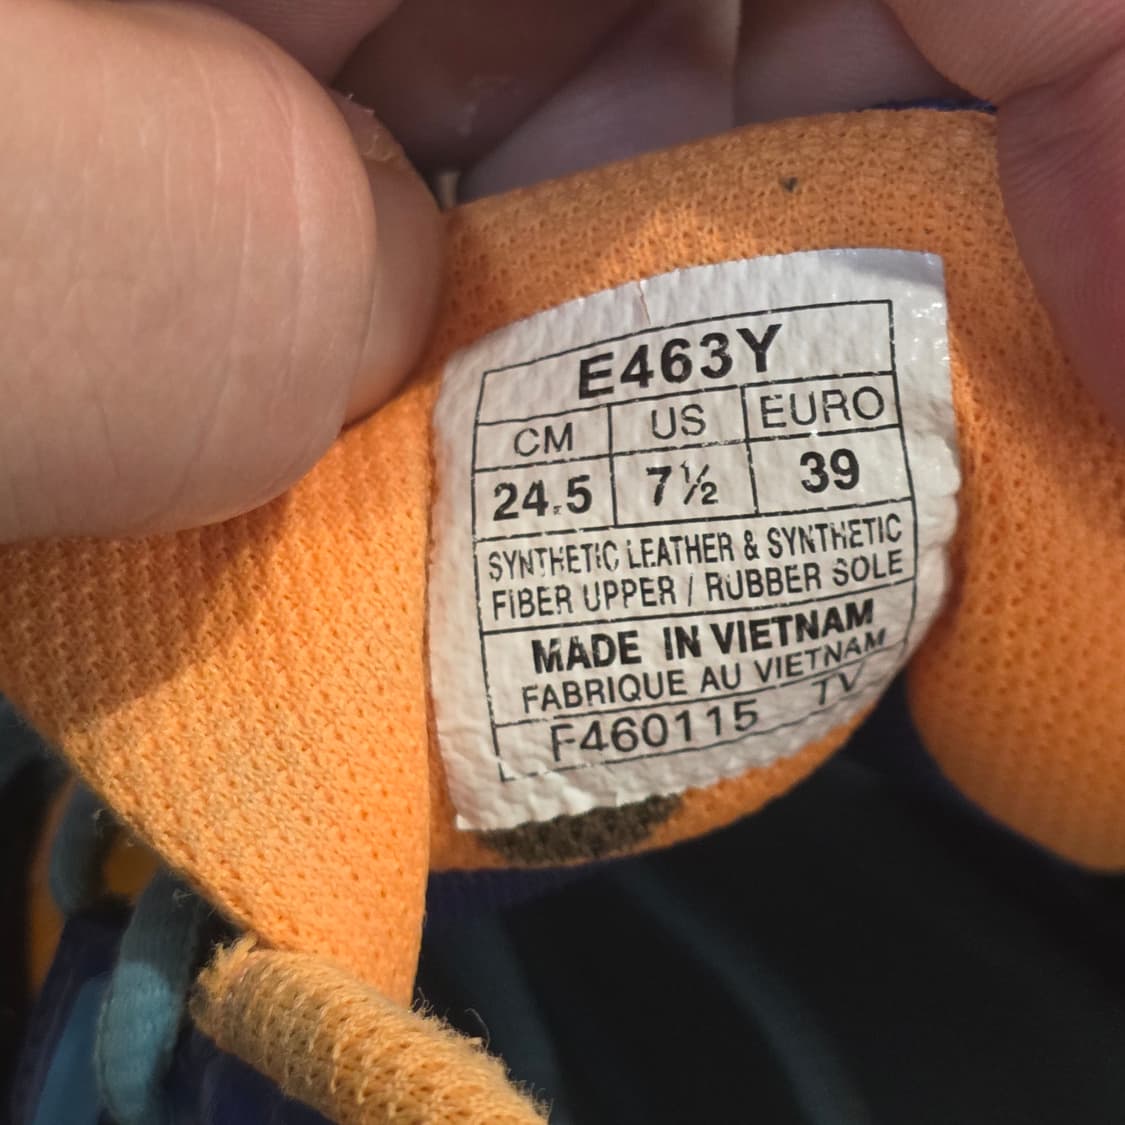 E463Y
CM US EURO
24.5 7½ 39
SYNTHETIC LEATHER & SYNTHETIC
FIBER UPPER / RUBBER SOLE
MADE IN VIETNAM
FABRIQUE AU VIETNAM
F460115 TV